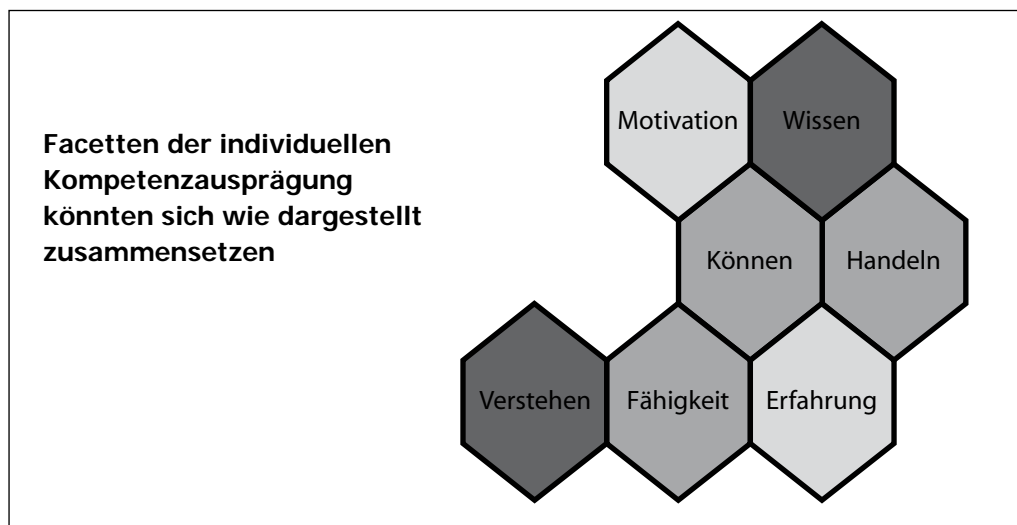 Facetten der individuellen
Kompetenzausprägung
könnten sich wie dargestellt
zusammensetzen
Motivation
Wissen
Können
Handeln
Verstehen
Fähigkeit
Erfahrung